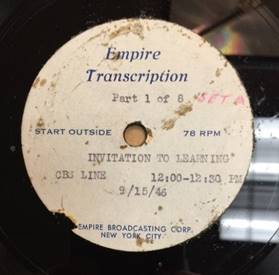 Empire
Transcription
Part 1 of 8 SET A
START OUTSIDE 78 RPM
INVITATION TO LEARNING"
CBS LINE 12:00-12:30 PM
9/15/46
EMPIRE BROADCASTING CORP.
NEW YORK CITY